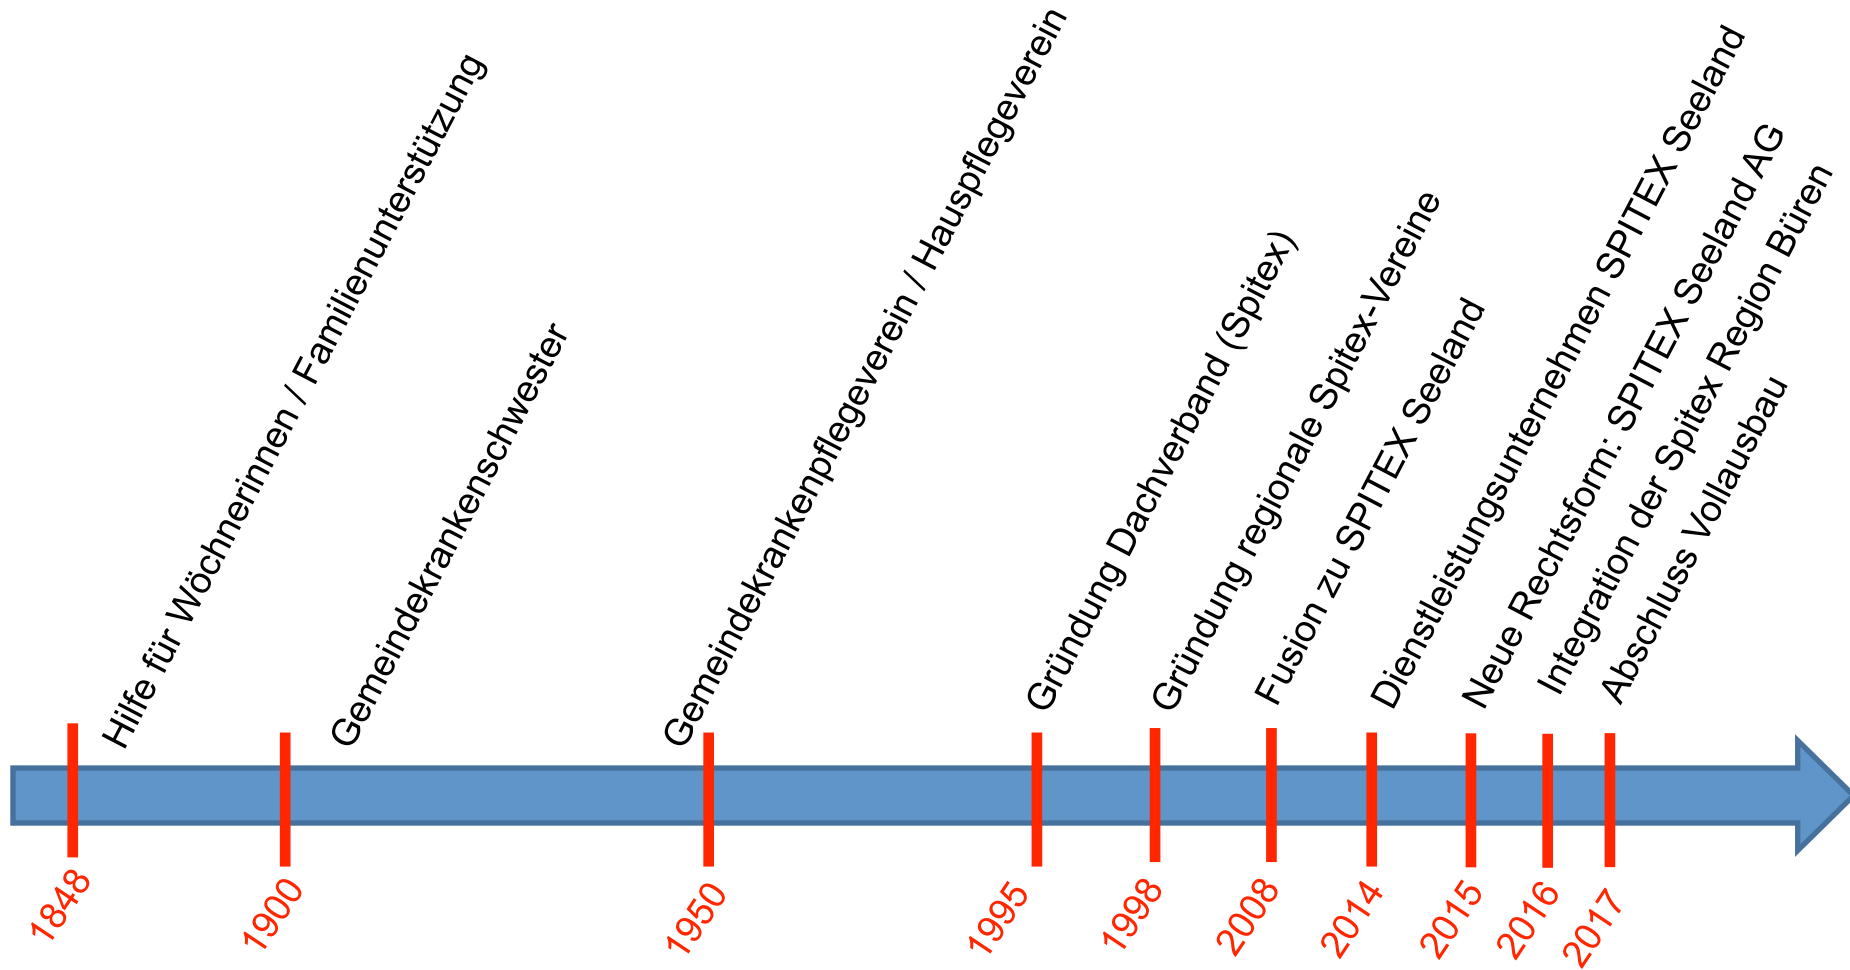 Hilfe für Wöchnerinnen / Familienunterstützung
Gemeindekrankenschwester
Gemeindekrankenpflegeverein / Hauspflegeverein
Gründung Dachverband (Spitex)
Gründung regionale Spitex-Vereine
Fusion zu SPITEX Seeland
Dienstleistungsunternehmen SPITEX Seeland
Neue Rechtsform: SPITEX Seeland AG
Integration der Spitex Region Büren
Abschluss Vollausbau
1848
1900
1950
1995
1998
2008
2014
2015
2016
2017